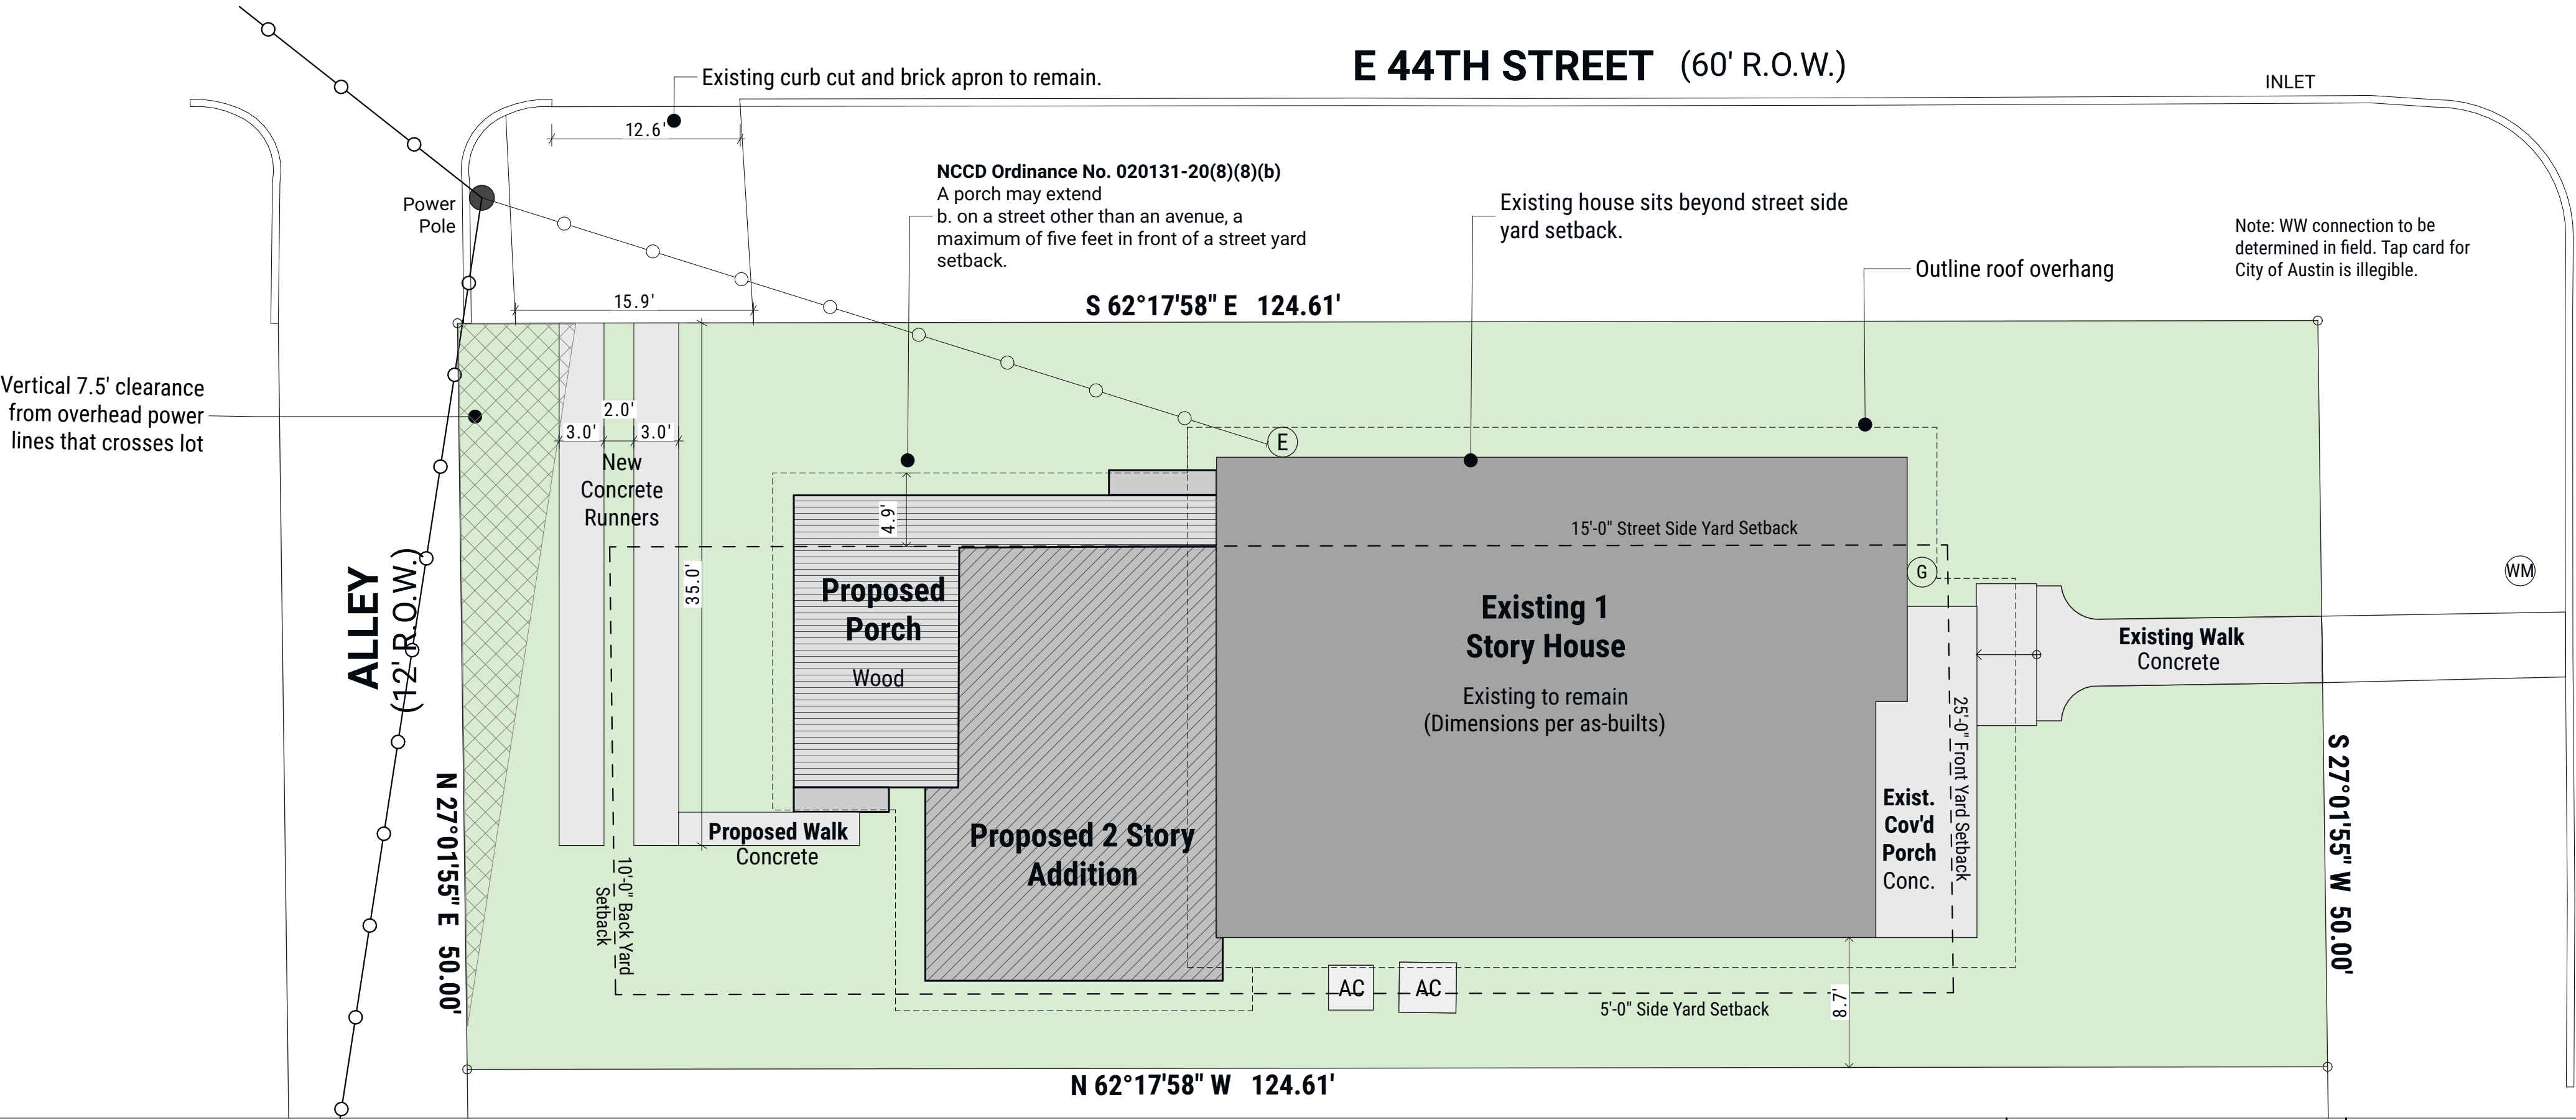 E 44TH STREET (60' R.O.W.)
INLET
Existing curb cut and brick apron to remain.
12.6'
NCCD Ordinance No. 020131-20(8)(8)(b)
A porch may extend
b. on a street other than an avenue, a
maximum of five feet in front of a street yard
setback.
Existing house sits beyond street side
yard setback.
Power
Pole
Note: WW connection to be
determined in field. Tap card for
City of Austin is illegible.
Outline roof overhang
15.9'
S 62°17'58" E 124.61'
Vertical 7.5' clearance
from overhead power
lines that crosses lot
2.0'
3.0'
3.0'
New
Concrete
Runners
E
4.9'
15'-0" Street Side Yard Setback
35.0'
G
WM
ALLEY
(12' R.O.W.)
Proposed
Porch
Wood
Existing 1
Story House
Existing to remain
(Dimensions per as-builts)
Existing Walk
Concrete
25'-0" Front Yard Setback
S 27°01'55" W 50.00'
N 27°01'55" E 50.00'
Exist.
Cov'd
Porch
Conc.
Proposed Walk
Concrete
Proposed 2 Story
Addition
10'-0" Back Yard
Setback
AC
AC
5'-0" Side Yard Setback
8.7'
N 62°17'58" W 124.61'